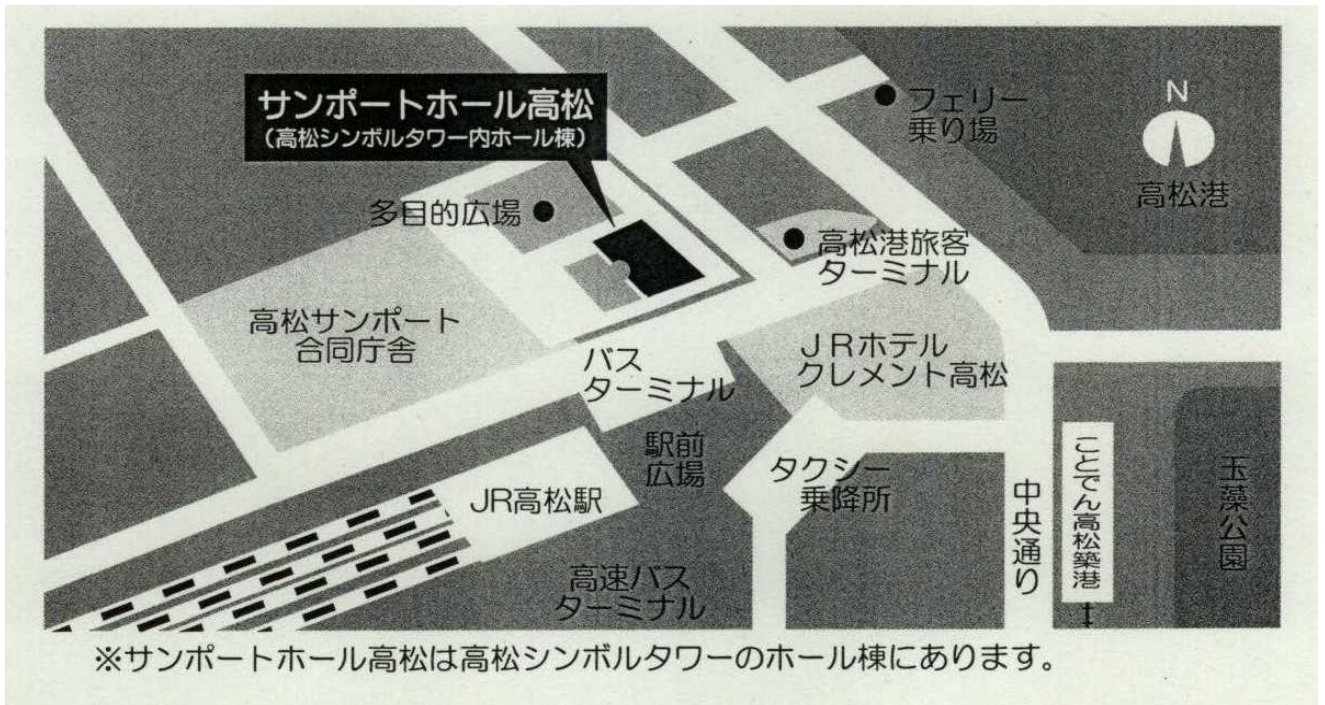 サンポートホール高松
(高松シンボルタワー内ホール棟)
フェリー
乗り場
N
高松港
多目的広場
高松港旅客
ターミナル
高松サンポート
合同庁舎
バス
ターミナル
JRホテル
クレメント高松
駅前
広場
タクシー
乗降所
JR高松駅
高速バス
ターミナル
中央通り
ことでん高松築港
玉藻公園
※サンポートホール高松は高松シンボルタワーのホール棟にあります。